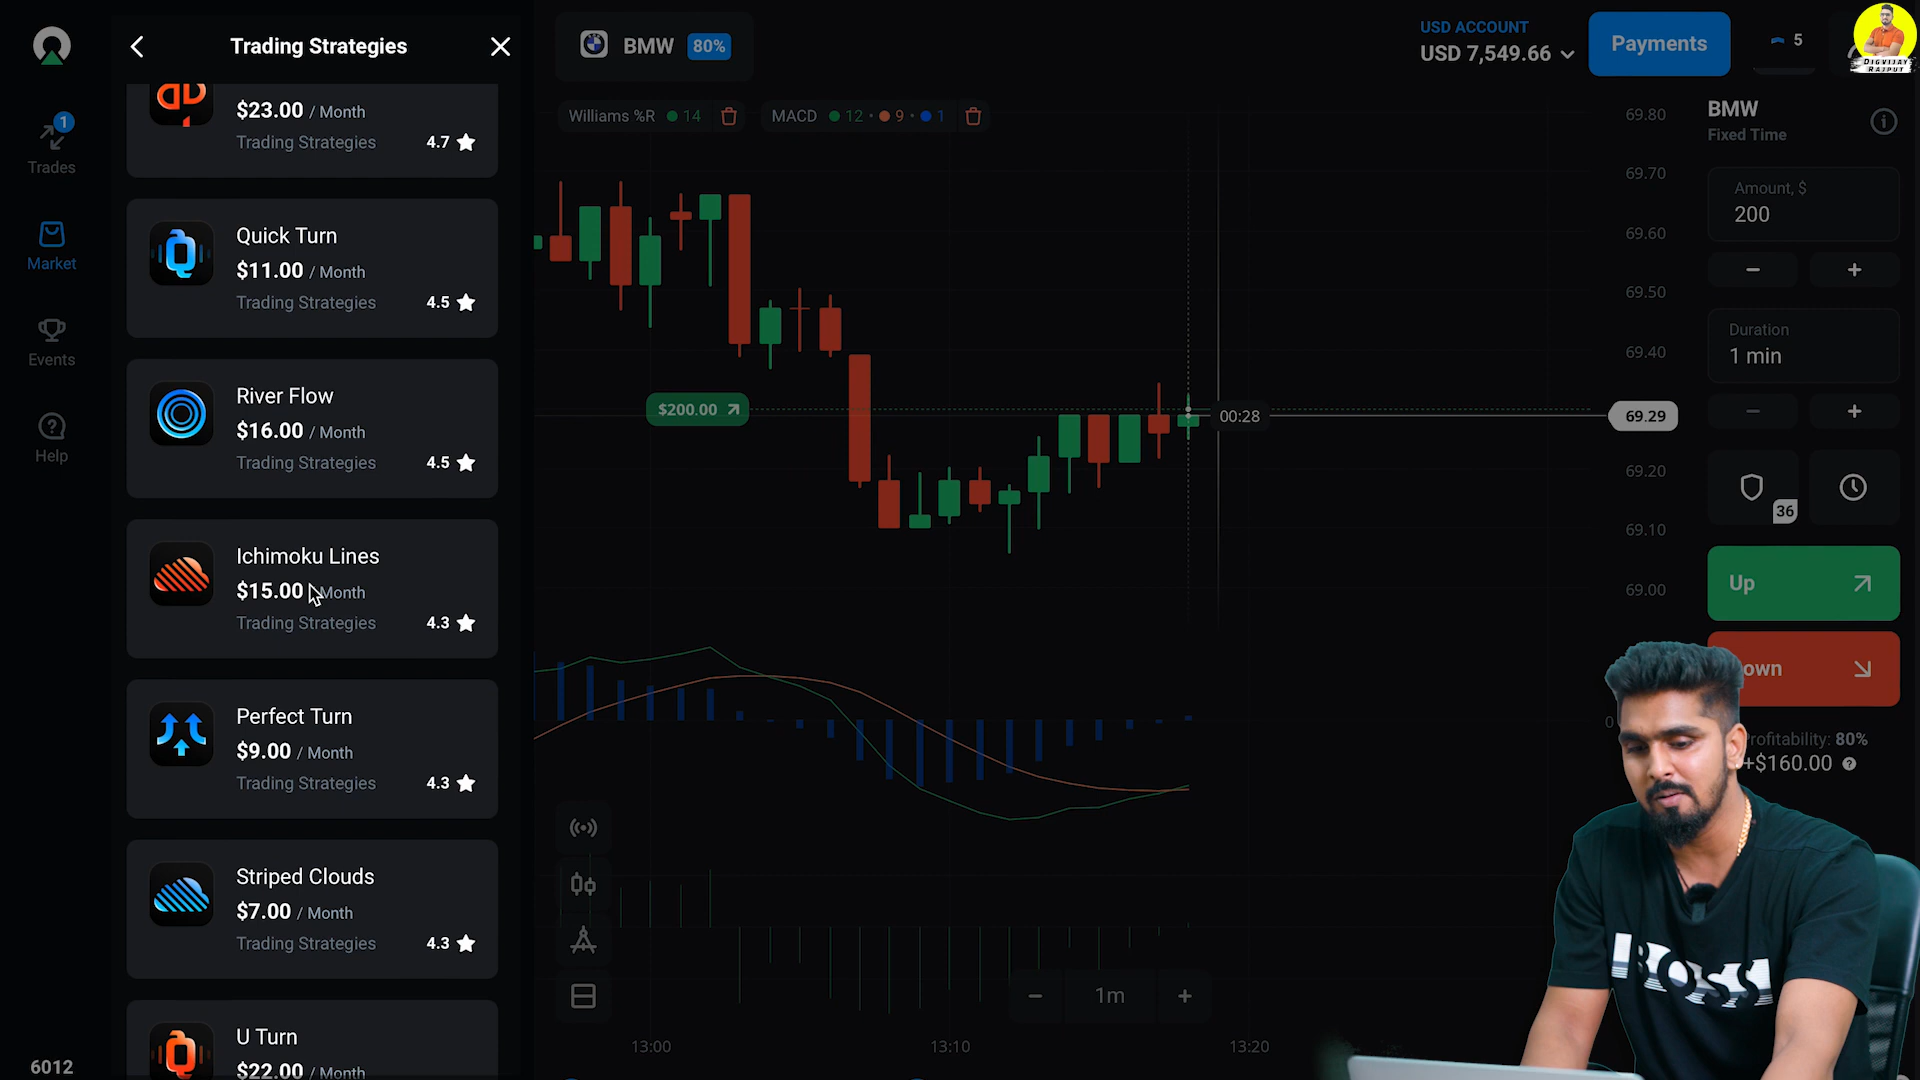 Trading Strategies
$23.00 / Month
Trading Strategies 4.7
Quick Turn
$11.00 / Month
Trading Strategies 4.5
River Flow
$16.00 / Month
Trading Strategies 4.5
Ichimoku Lines
$15.00 / Month
Trading Strategies 4.3
Perfect Turn
$9.00 / Month
Trading Strategies 4.3
Striped Clouds
$7.00 / Month
Trading Strategies 4.3
U Turn
$22.00 / Month
1
Trades
Market
Events
Help
6012
BMW 80%
Williams %R 14
MACD 12 • 9 • 1
USD ACCOUNT
USD 7,549.66
Payments
5
DIGVIJAY
RAJPUT
$200.00
00:28
69.80
69.70
69.60
69.50
69.40
69.29
69.20
69.10
69.00
0
− 1m +
13:00 13:10 13:20
BMW
Fixed Time
Amount, $
200
− +
Duration
1 min
− +
36
Up
own
rofitability: 80%
+$160.00
BOSS